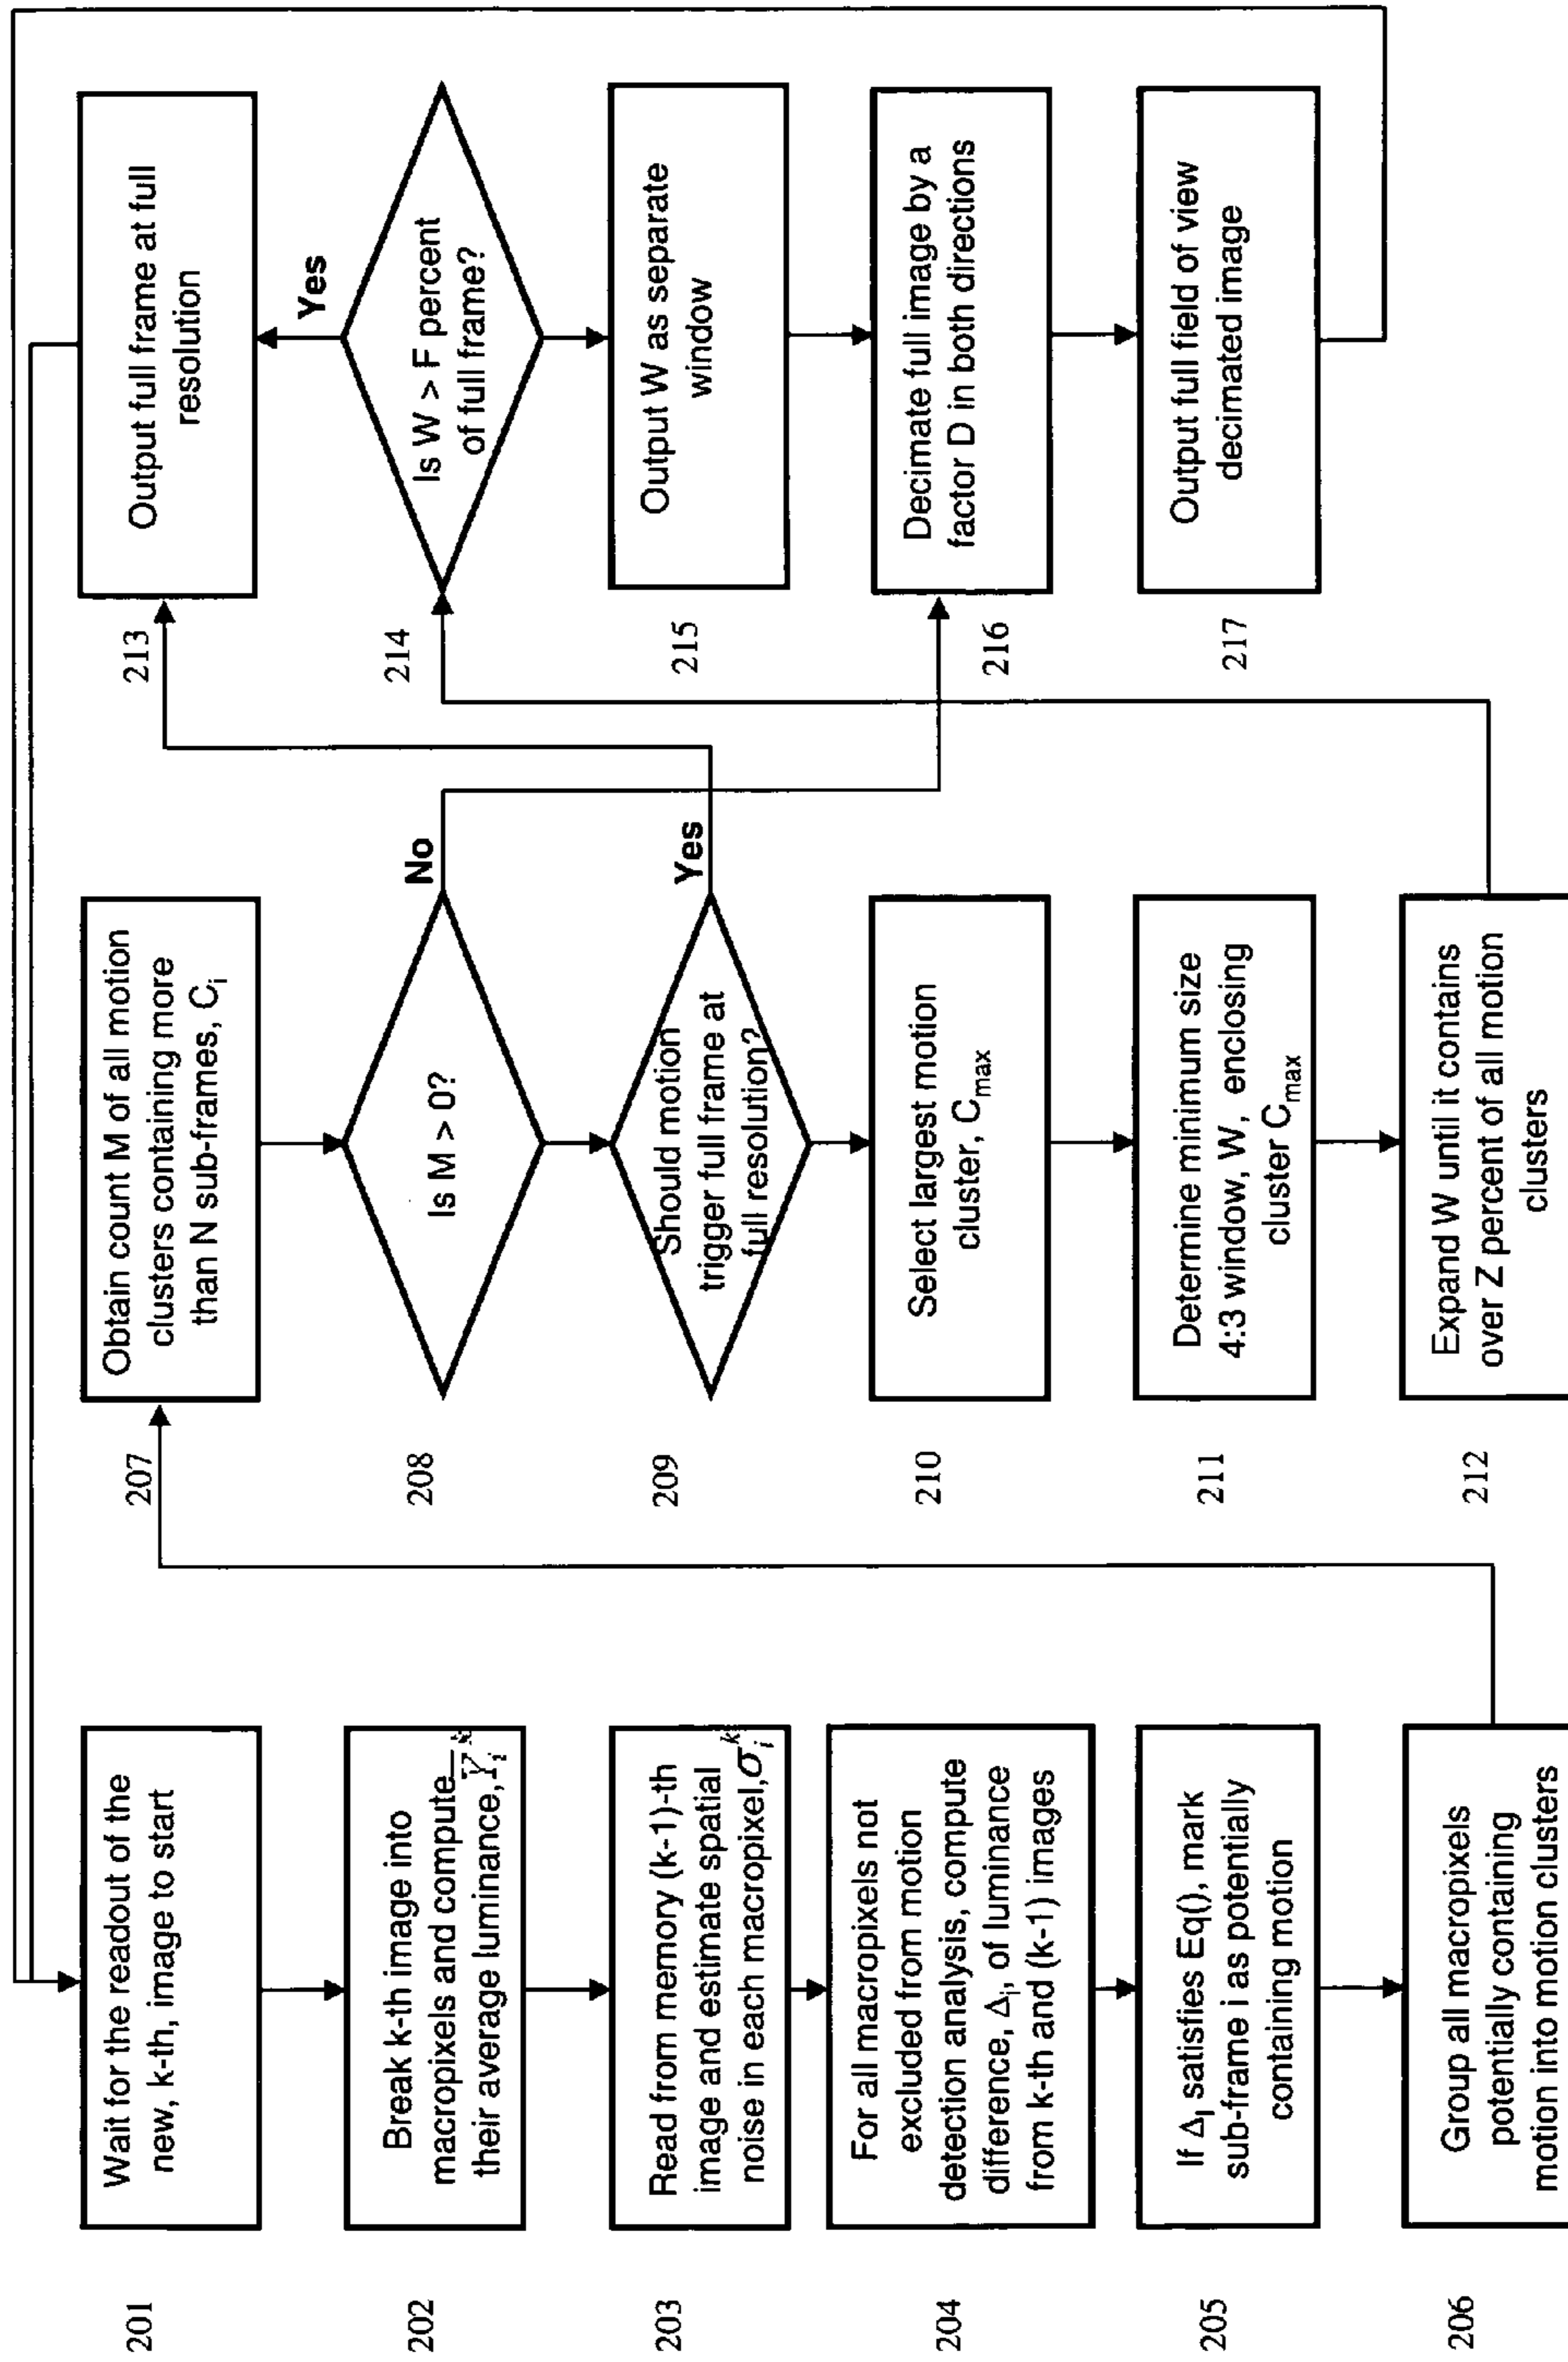 201
Wait for the readout of the
new, k-th, image to start
202
Break k-th image into
macropixels and compute
their average luminance, Y̅ᵢᵏ
203
Read from memory (k-1)-th
image and estimate spatial
noise in each macropixel, σᵢᵏ
204
For all macropixels not
excluded from motion
detection analysis, compute
difference, Δᵢ, of luminance
from k-th and (k-1) images
205
If Δᵢ satisfies Eq(), mark
sub-frame i as potentially
containing motion
206
Group all macropixels
potentially containing
motion into motion clusters
207
Obtain count M of all motion
clusters containing more
than N sub-frames, Cᵢ
208
Is M > 0?
No
209
Should motion
trigger full frame at
full resolution?
Yes
210
Select largest motion
cluster, Cmax
211
Determine minimum size
4:3 window, W, enclosing
cluster Cmax
212
Expand W until it contains
over Z percent of all motion
clusters
213
Output full frame at full
resolution
Yes
214
Is W > F percent
of full frame?
215
Output W as separate
window
216
Decimate full image by a
factor D in both directions
217
Output full field of view
decimated image